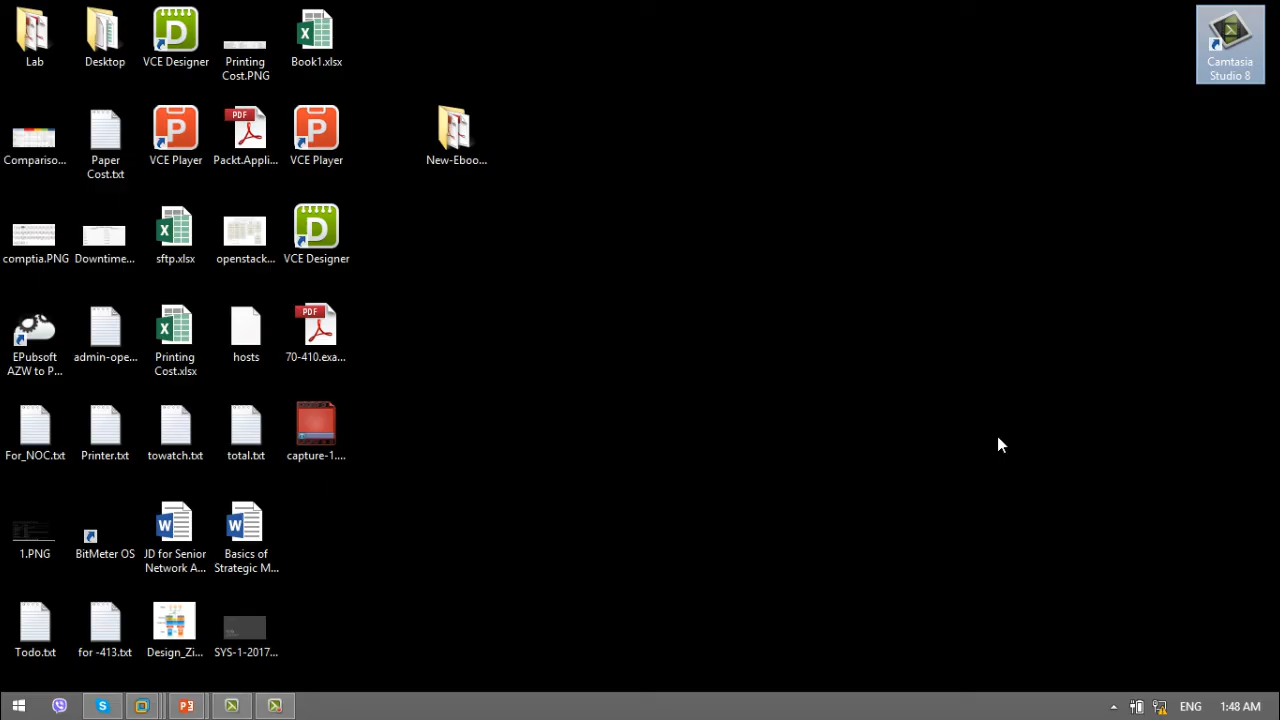 Lab
Desktop
VCE Designer
Printing
Cost.PNG
Book1.xlsx
Camtasia
Studio 8
Compariso...
Paper
Cost.txt
VCE Player
Packt.Appli...
VCE Player
New-Eboo...
comptia.PNG
Downtime...
sftp.xlsx
openstack...
VCE Designer
EPubsoft
AZW to P...
admin-ope...
Printing
Cost.xlsx
hosts
70-410.exa...
For_NOC.txt
Printer.txt
towatch.txt
total.txt
capture-1....
1.PNG
BitMeter OS
JD for Senior
Network A...
Basics of
Strategic M...
Todo.txt
for -413.txt
Design_Zi...
SYS-1-2017...
ENG
1:48 AM